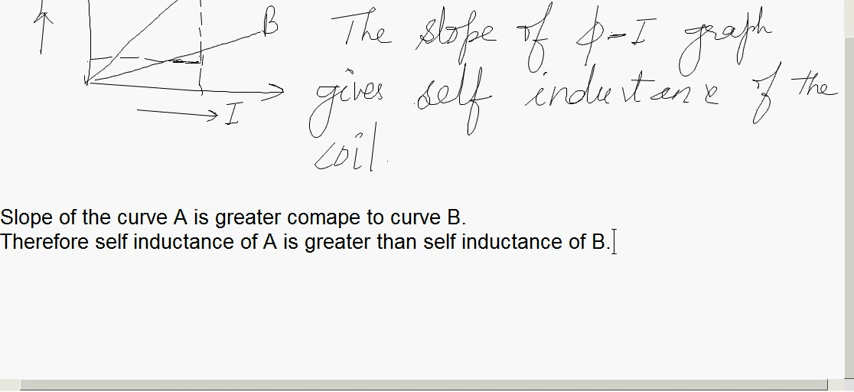 B
The slope of ϕ-I graph
gives self inductance of the
coil.
I
Slope of the curve A is greater comape to curve B.
Therefore self inductance of A is greater than self inductance of B.